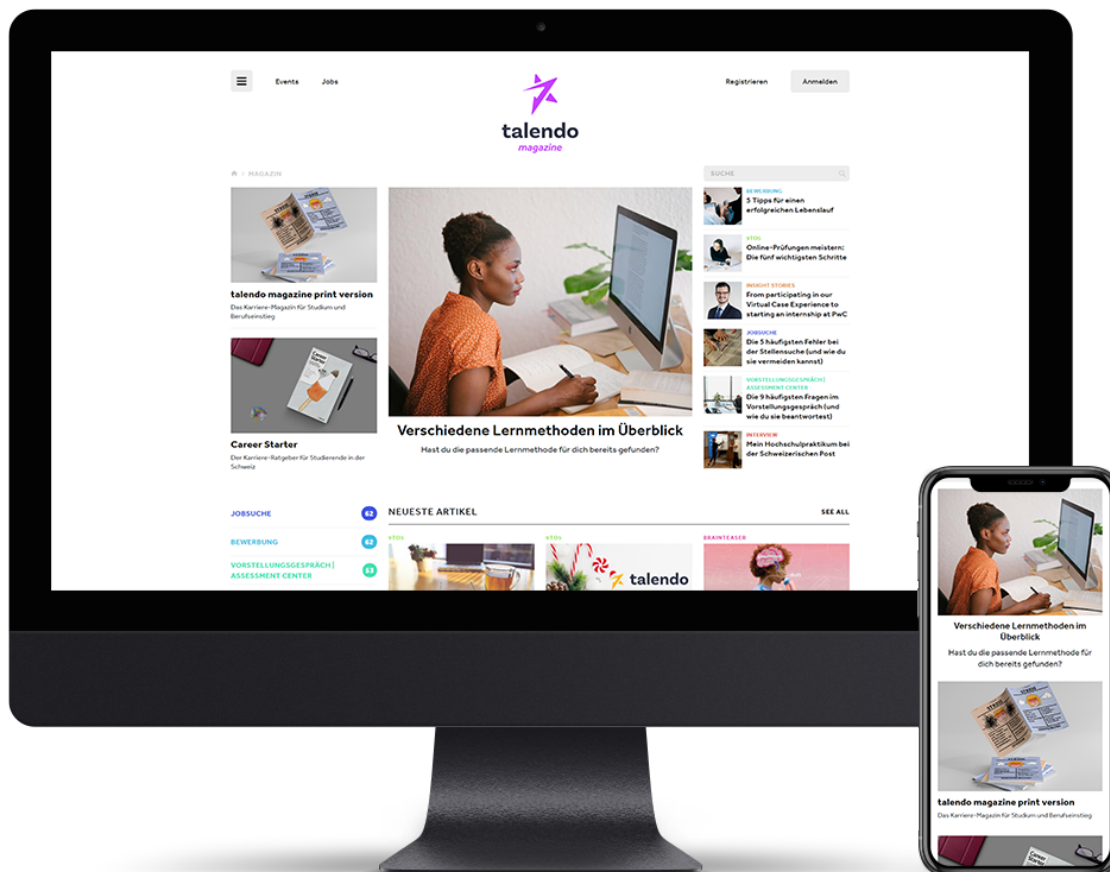 Events
Jobs
talendo
magazine
Registrieren
Anmelden
MAGAZIN
SUCHE
talendo magazine print version
Das Karriere-Magazin für Studium und
Berufseinstieg
Career
Starter
Career Starter
Der Karriere-Ratgeber für Studierende in der
Schweiz
Verschiedene Lernmethoden im Überblick
Hast du die passende Lernmethode für dich bereits gefunden?
BEWERBUNG
5 Tipps für einen
erfolgreichen Lebenslauf
Online-Prüfungen meistern:
Die fünf wichtigsten Schritte
INSIGHT STORIES
From participating in our
Virtual Case Experience to
starting an internship at PwC
JOBSUCHE
Die 5 häufigsten Fehler bei
der Stellensuche (und wie du
sie vermeiden kannst)
VORSTELLUNGSGESPRÄCH |
ASSESSMENT CENTER
Die 9 häufigsten Fragen im
Vorstellungsgespräch (und
wie du sie beantwortest)
INTERVIEW
Mein Hochschulpraktikum bei
der Schweizerischen Post
JOBSUCHE 62
BEWERBUNG 62
VORSTELLUNGSGESPRÄCH |
ASSESSMENT CENTER 53
NEUESTE ARTIKEL
SEE ALL
talendo
BRAINTEASER
Verschiedene Lernmethoden im
Überblick
Hast du die passende Lernmethode für
dich bereits gefunden?
talendo magazine print version
Das Karriere-Magazin für Studium und Berufseinstieg
Career
Starter